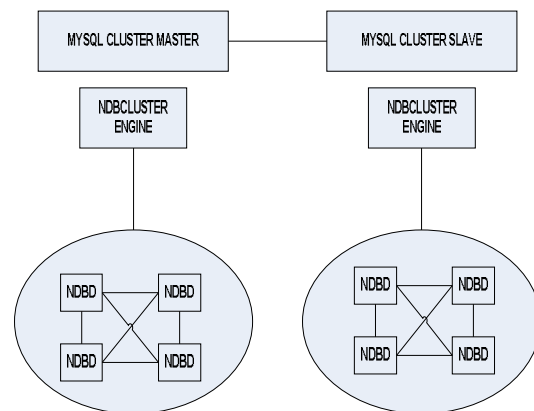 MYSQL CLUSTER MASTER
MYSQL CLUSTER SLAVE
NDBCLUSTER
ENGINE
NDBCLUSTER
ENGINE
NDBD
NDBD
NDBD
NDBD
NDBD
NDBD
NDBD
NDBD